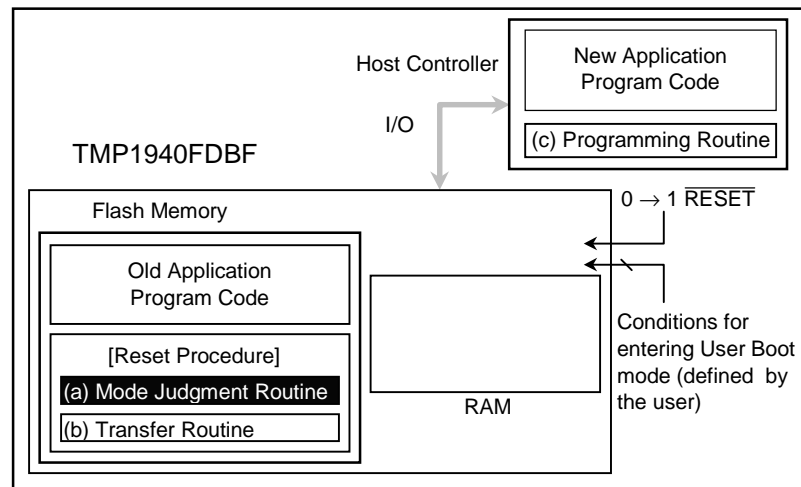 Host Controller
New Application
Program Code
(c) Programming Routine
I/O
TMP1940FDBF
0 → 1 RESET
Flash Memory
Old Application
Program Code
[Reset Procedure]
(a) Mode Judgment Routine
(b) Transfer Routine
RAM
Conditions for
entering User Boot
mode (defined by
the user)